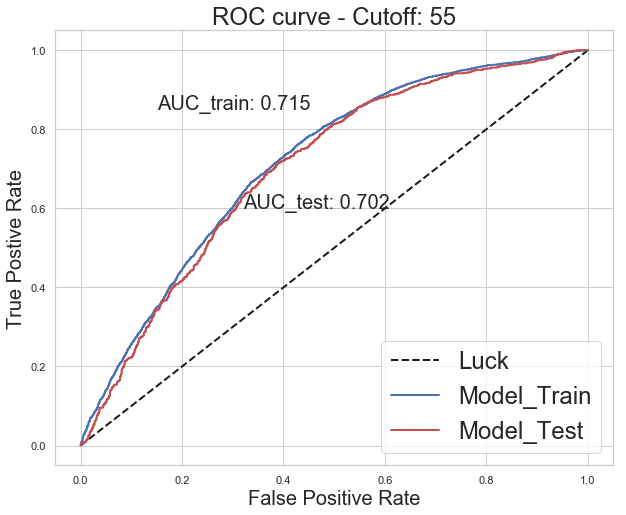 ROC curve - Cutoff: 55
True Postive Rate
1.0
0.8
0.6
0.4
0.2
0.0
AUC_train: 0.715
AUC_test: 0.702
Luck
Model_Train
Model_Test
0.0 0.2 0.4 0.6 0.8 1.0
False Positive Rate